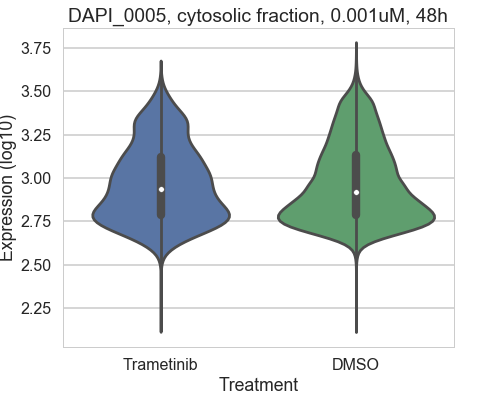 DAPI_0005, cytosolic fraction, 0.001uM, 48h
Expression (log10)
3.75
3.50
3.25
3.00
2.75
2.50
2.25
Trametinib DMSO
Treatment